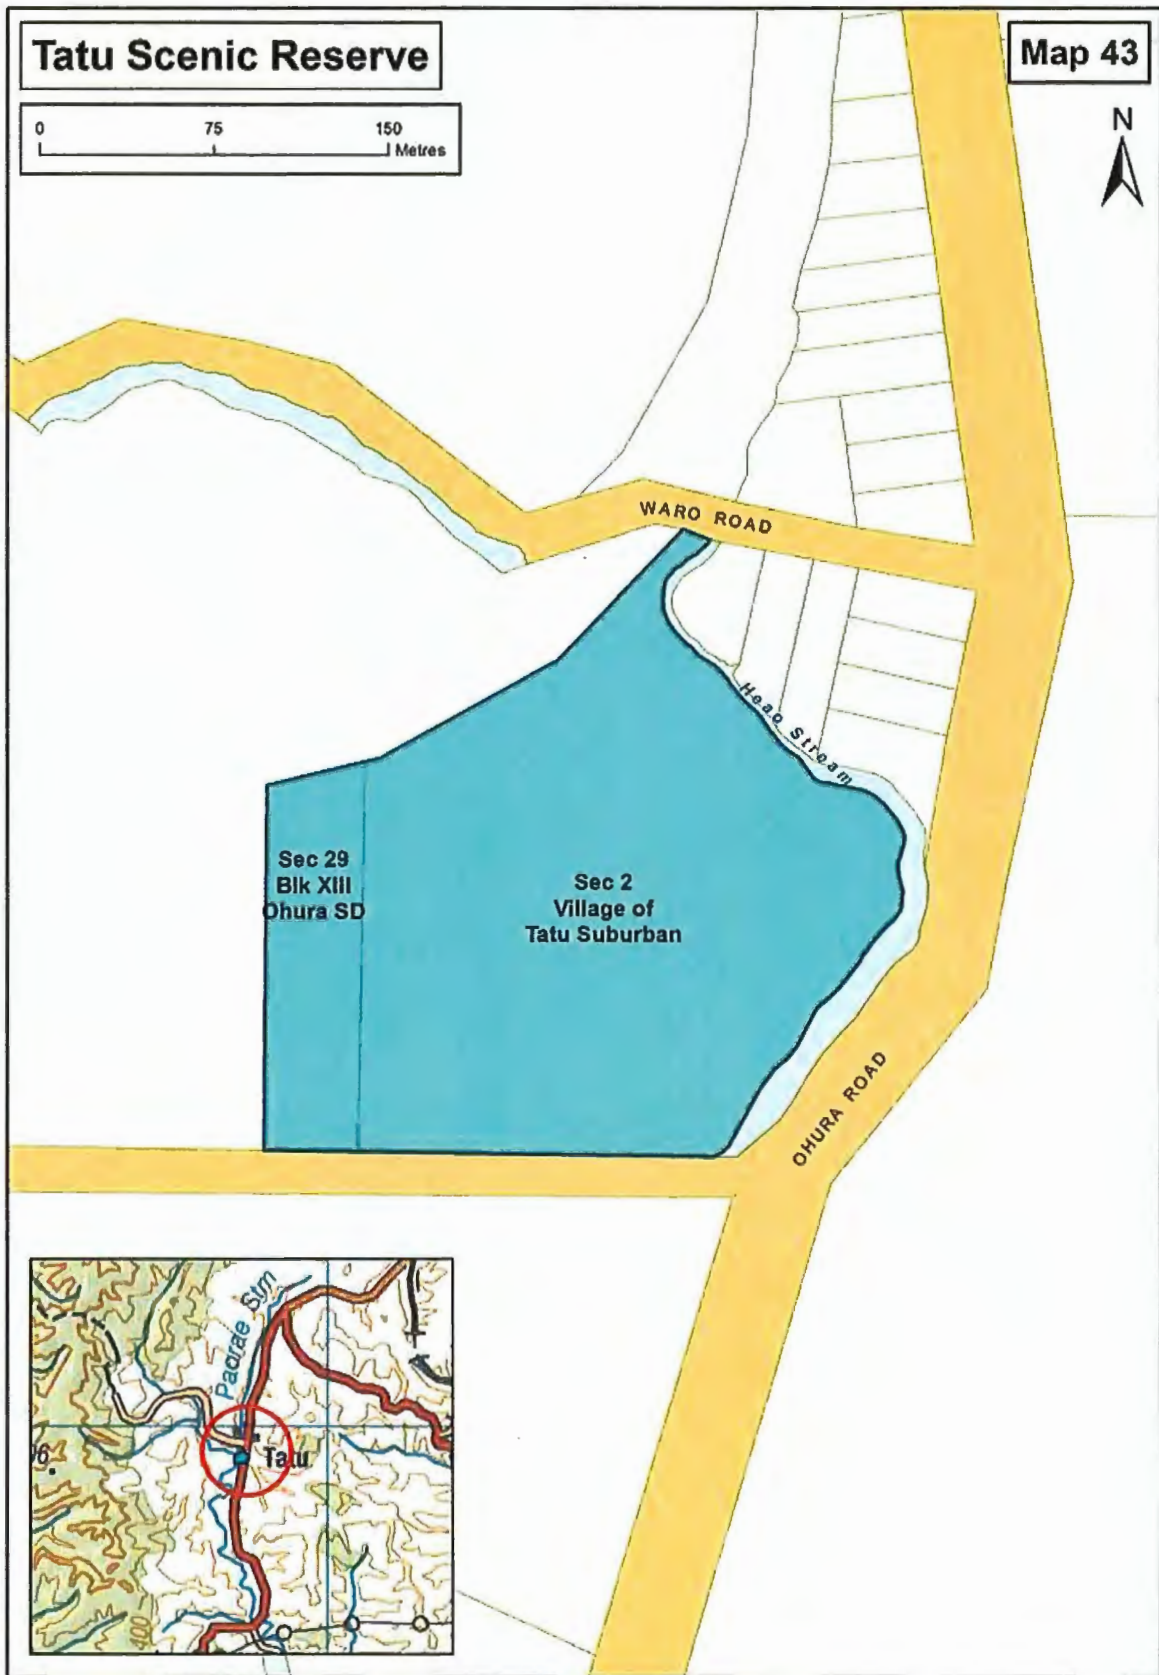 Tatu Scenic Reserve
Map 43
0 75 150
Metres
N
WARO ROAD
Heao Stream
Sec 29
Blk XIII
Ohura SD
Sec 2
Village of
Tatu Suburban
OHURA ROAD
Paorae Stm
Tatu
100